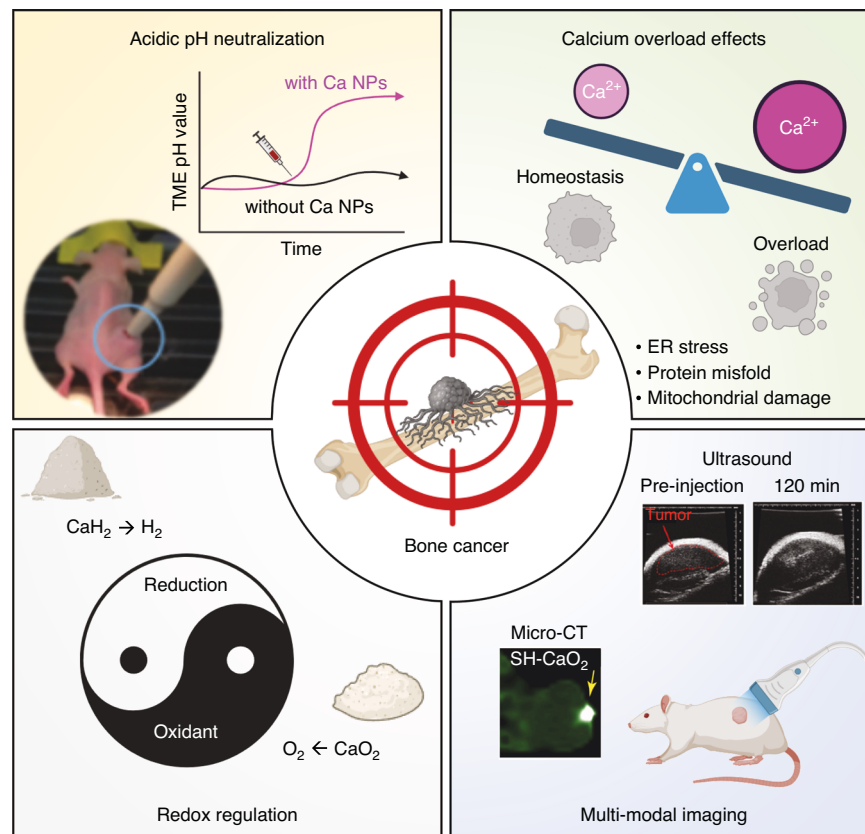 Acidic pH neutralization
with Ca NPs
TME pH value
without Ca NPs
Time
Calcium overload effects
Ca²⁺
Ca²⁺
Homeostasis
Overload
• ER stress
• Protein misfold
• Mitochondrial damage
Bone cancer
CaH₂ → H₂
Reduction
Oxidant
O₂ ← CaO₂
Redox regulation
Ultrasound
Pre-injection 120 min
Tumor
Micro-CT
SH-CaO₂
Multi-modal imaging